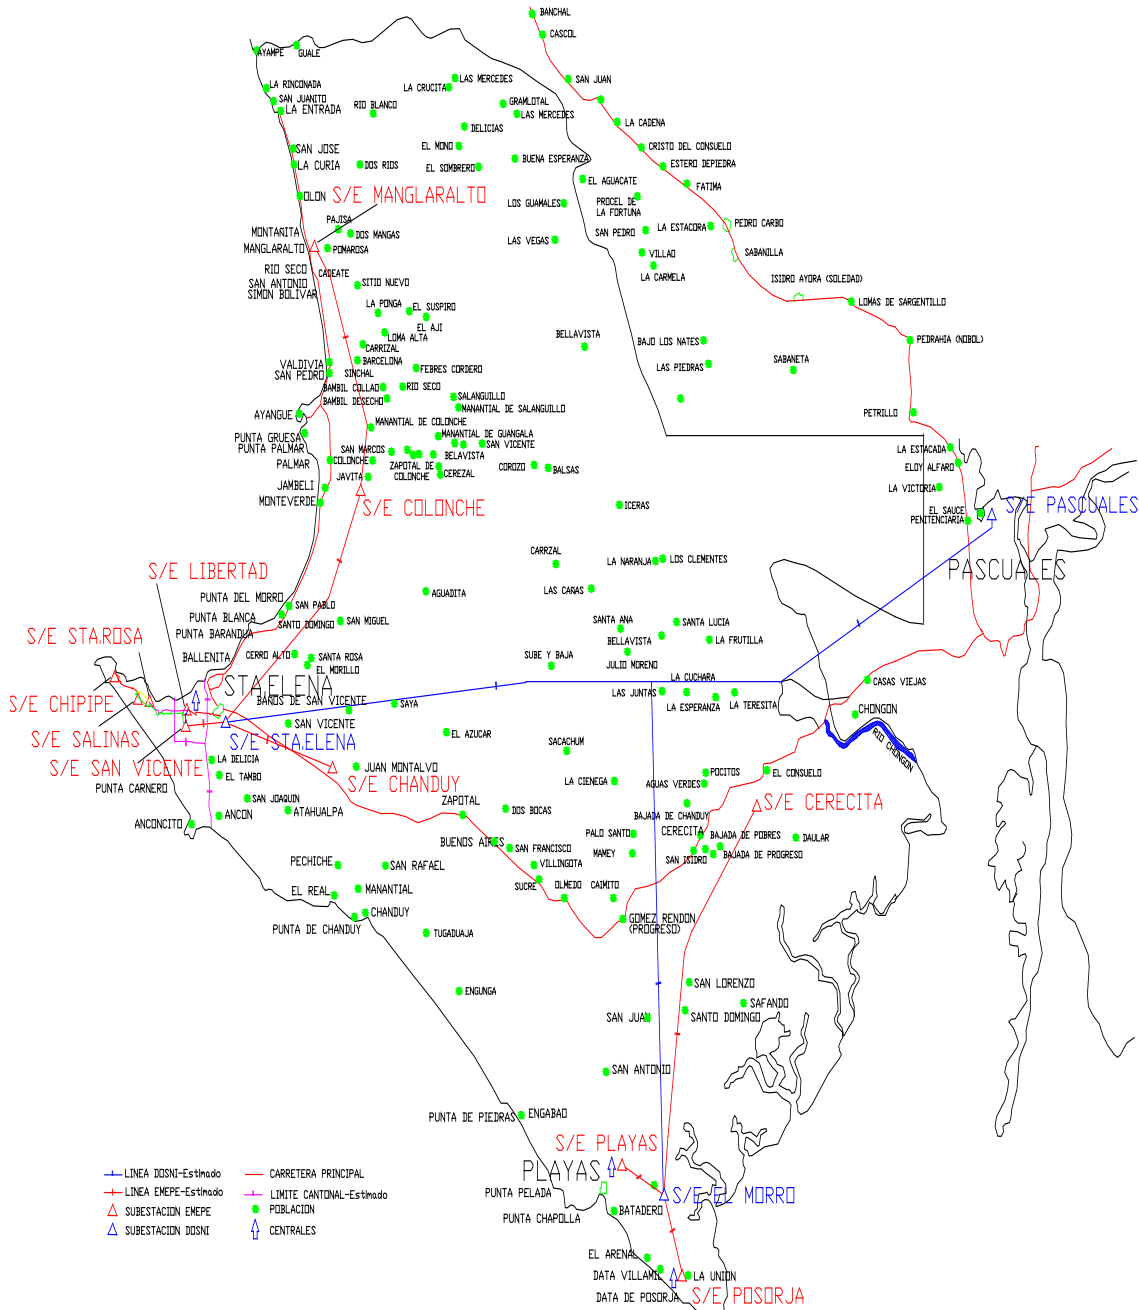 BANCHAL
CASCOL
AYAMPE
GUALE
SAN JUAN
LAS MERCEDES
LA CRUCITA
LA RINCONADA
SAN JUANITO
LA ENTRADA
RIO BLANCO
GRAMLOTAL
LAS MERCEDES
LA CADENA
DELICIAS
EL MONO
CRISTO DEL CONSUELO
SAN JOSE
LA CURIA
DOS RIOS
EL SOMBRERO
BUENA ESPERANZA
ESTERO DEPIEDRA
EL AGUACATE
FATIMA
OLON
S/E MANGLARALTO
LOS GUAMALES
PROCEL DE
LA FORTUNA
PAJISA
MONTAÑITA
DOS MANGAS
SAN PEDRO
LA ESTACORA
PEDRO CARBO
MANGLARALTO
POMAROSA
LAS VEGAS
VILLAO
SABANILLA
RIO SECO
CADEATE
LA CARMELA
SAN ANTONIO
SITIO NUEVO
ISIDRO AYORA (SOLEDAD)
SIMON BOLIVAR
LA PONGA
EL SUSPIRO
LOMAS DE SARGENTILLO
EL AJI
LOMA ALTA
BELLAVISTA
BAJO LOS NATES
PEDRAHIA (NOBOL)
CARRIZAL
VALDIVIA
BARCELONA
SABANETA
SAN PEDRO
SINCHAL
FEBRES CORDERO
LAS PIEDRAS
BAMBIL COLLAO
RIO SECO
BAMBIL DESECHO
SALANGUILLO
MANANTIAL DE SALANGUILLO
AYANGUE
PETRILLO
MANANTIAL DE COLONCHE
PUNTA GRUESA
MANANTIAL DE GUANGALA
PUNTA PALMAR
SAN MARCOS
SAN VICENTE
LA ESTACADA
BELAVISTA
PALMAR
COLONCHE
ZAPOTAL DE
COLONCHE
COROZO
BALSAS
ELOY ALFARO
JAVITA
CEREZAL
JAMBELI
LA VICTORIA
MONTEVERDE
S/E COLONCHE
ICERAS
EL SAUCE
S/E PASCUALES
PENITENCIARIA
CARRZAL
LA NARANJA
LOS CLEMENTES
S/E LIBERTAD
PASCUALES
AGUADITA
LAS CAÑAS
PUNTA DEL MORRO
SAN PABLO
PUNTA BLANCA
SANTO DOMINGO
SAN MIGUEL
SANTA ANA
SANTA LUCIA
S/E STA.ROSA
PUNTA BARANDUA
BELLAVISTA
LA FRUTILLA
BALLENITA
CERRO ALTO
SANTA ROSA
EL MORILLO
SUBE Y BAJA
JULIO MORENO
STA.ELENA
LA CUCHARA
CASAS VIEJAS
S/E CHIPIPE
BAÑOS DE SAN VICENTE
SAYA
LAS JUNTAS
LA ESPERANZA
LA TERESITA
CHONGON
SAN VICENTE
EL AZUCAR
RIO CHONGON
S/E SALINAS
S/E STA.ELENA
SACACHUM
S/E SAN VICENTE
LA DELICIA
JUAN MONTALVO
POCITOS
EL CONSUELO
EL TAMBO
S/E CHANDUY
LA CIENEGA
AGUAS VERDES
PUNTA CARNERO
SAN JOAQUIN
ZAPOTAL
DOS BOCAS
S/E CERECITA
ANCON
ATAHUALPA
BAJADA DE CHANDUY
ANCONCITO
PALO SANTO
CERECITA
BAJADA DE POBRES
DAULAR
BUENOS AIRES
SAN FRANCISCO
MAMEY
SAN ISIDRO
BAJADA DE PROGRESO
PECHICHE
SAN RAFAEL
VILLINGOTA
SUCRE
OLMEDO
CAIMITO
EL REAL
MANANTIAL
CHANDUY
GOMEZ RENDON
(PROGRESO)
PUNTA DE CHANDUY
TUGADUAJA
ENGUNGA
SAN LORENZO
SAFANDO
SAN JUAN
SANTO DOMINGO
SAN ANTONIO
PUNTA DE PIEDRAS
ENGABAO
S/E PLAYAS
PLAYAS
PUNTA PELADA
S/E EL MORRO
PUNTA CHAPOLLA
BATADERO
EL ARENAL
DATA VILLAMIL
LA UNION
DATA DE POSORJA
S/E POSORJA
LINEA DOSNI-Estimado
CARRETERA PRINCIPAL
LINEA EMEPE-Estimado
LIMITE CANTONAL-Estimado
SUBESTACION EMEPE
POBLACION
SUBESTACION DOSNI
CENTRALES